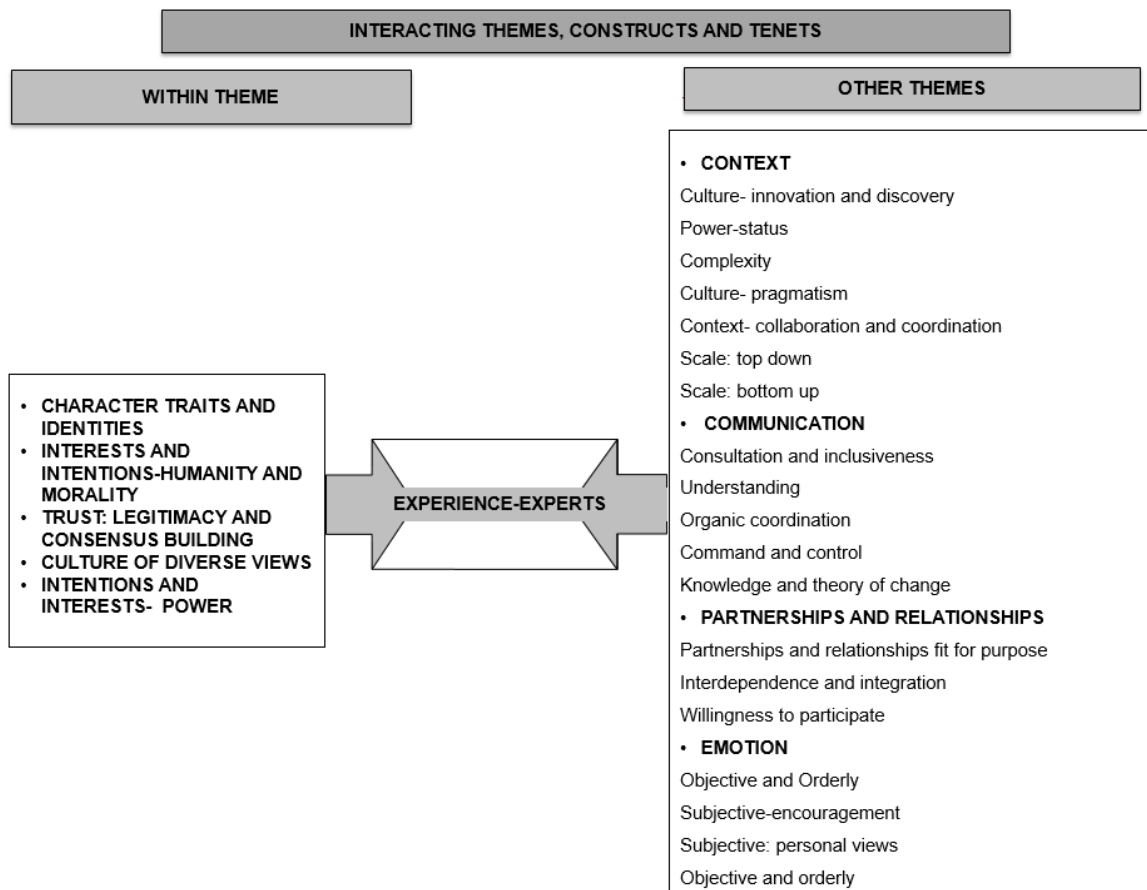 INTERACTING THEMES, CONSTRUCTS AND TENETS
WITHIN THEME
OTHER THEMES
• CHARACTER TRAITS AND
IDENTITIES
• INTERESTS AND
INTENTIONS-HUMANITY AND
MORALITY
• TRUST: LEGITIMACY AND
CONSENSUS BUILDING
• CULTURE OF DIVERSE VIEWS
• INTENTIONS AND
INTERESTS- POWER
EXPERIENCE-EXPERTS
• CONTEXT
Culture- innovation and discovery
Power-status
Complexity
Culture- pragmatism
Context- collaboration and coordination
Scale: top down
Scale: bottom up
• COMMUNICATION
Consultation and inclusiveness
Understanding
Organic coordination
Command and control
Knowledge and theory of change
• PARTNERSHIPS AND RELATIONSHIPS
Partnerships and relationships fit for purpose
Interdependence and integration
Willingness to participate
• EMOTION
Objective and Orderly
Subjective-encouragement
Subjective: personal views
Objective and orderly